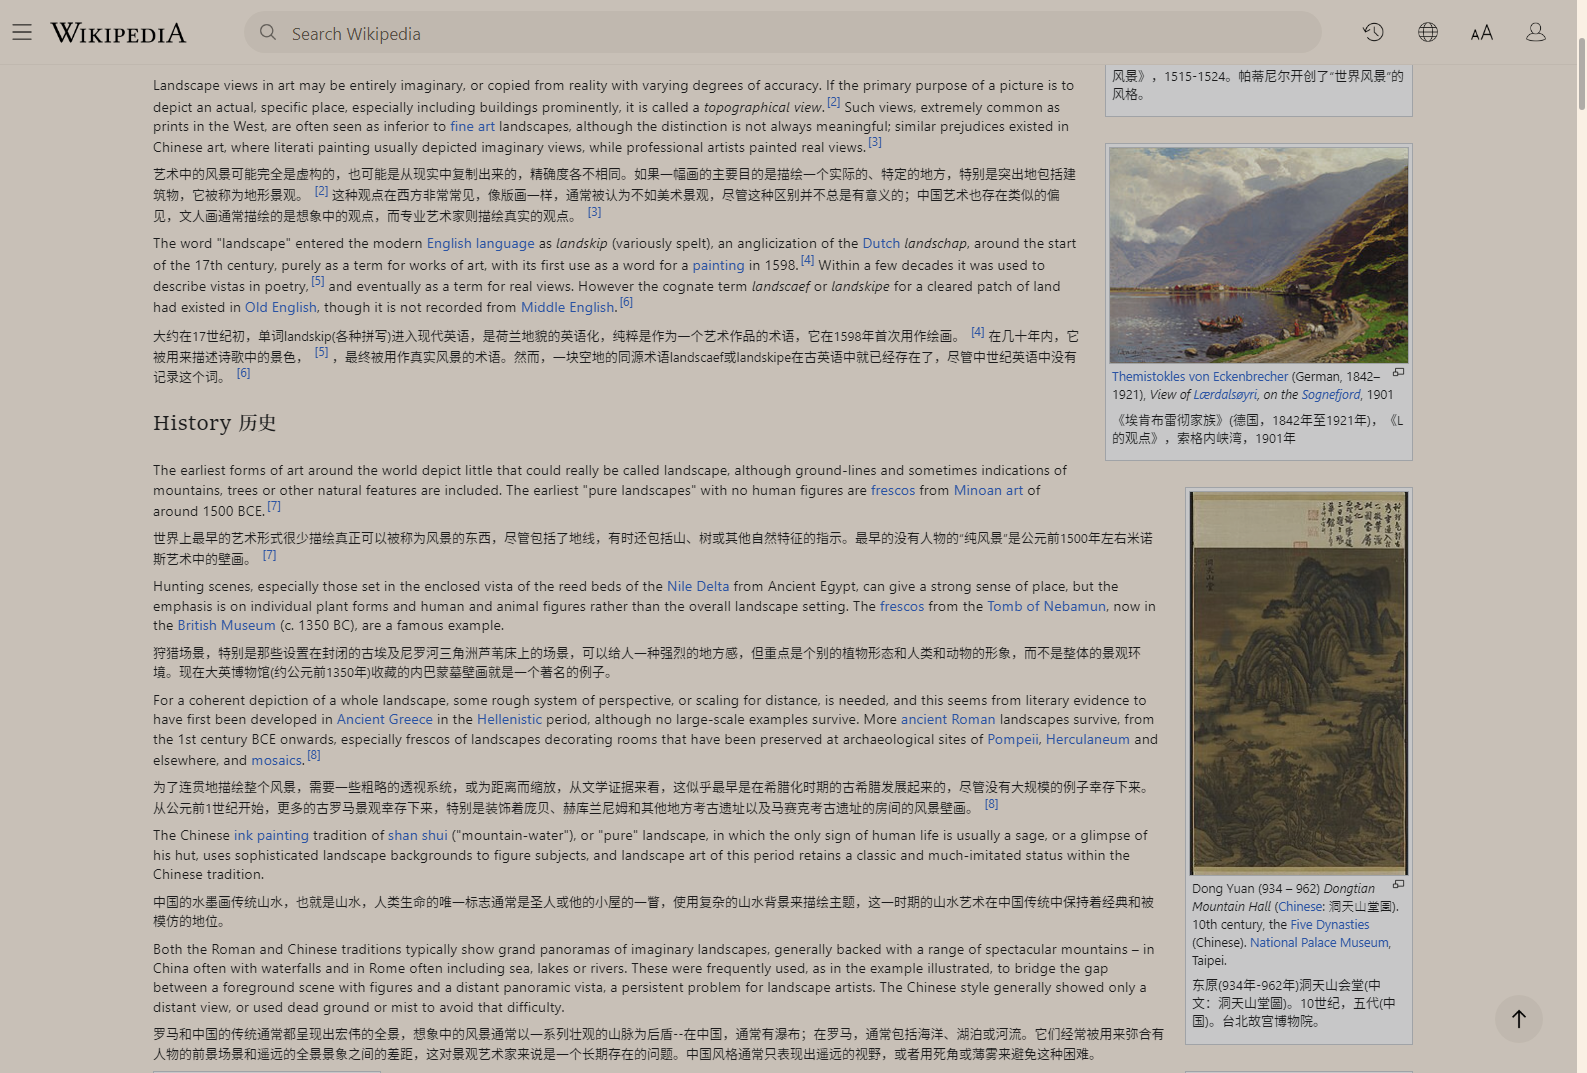 WIKIPEDIA
Search Wikipedia
Landscape views in art may be entirely imaginary, or copied from reality with varying degrees of accuracy. If the primary purpose of a picture is to
depict an actual, specific place, especially including buildings prominently, it is called a topographical view.[2] Such views, extremely common as
prints in the West, are often seen as inferior to fine art landscapes, although the distinction is not always meaningful; similar prejudices existed in
Chinese art, where literati painting usually depicted imaginary views, while professional artists painted real views.[3]
艺术中的风景可能完全是虚构的，也可能是从现实中复制出来的，精确度各不相同。如果一幅画的主要目的是描绘一个实际的、特定的地方，特别是突出地包括建
筑物，它被称为地形景观。 [2] 这种观点在西方非常常见，像版画一样，通常被认为不如美术景观，尽管这种区别并不总是有意义的；中国艺术也存在类似的偏
见，文人画通常描绘的是想象中的观点，而专业艺术家则描绘真实的观点。 [3]
The word "landscape" entered the modern English language as landskip (variously spelt), an anglicization of the Dutch landschap, around the start
of the 17th century, purely as a term for works of art, with its first use as a word for a painting in 1598.[4] Within a few decades it was used to
describe vistas in poetry,[5] and eventually as a term for real views. However the cognate term landscaef or landskipe for a cleared patch of land
had existed in Old English, though it is not recorded from Middle English.[6]
大约在17世纪初，单词landskip(各种拼写)进入现代英语，是荷兰地貌的英语化，纯粹是作为一个艺术作品的术语，它在1598年首次用作绘画。 [4] 在几十年内，它
被用来描述诗歌中的景色， [5] ，最终被用作真实风景的术语。然而，一块空地的同源术语landscaef或landskipe在古英语中就已经存在了，尽管中世纪英语中没有
记录这个词。 [6]
History 历史
The earliest forms of art around the world depict little that could really be called landscape, although ground-lines and sometimes indications of
mountains, trees or other natural features are included. The earliest "pure landscapes" with no human figures are frescos from Minoan art of
around 1500 BCE.[7]
世界上最早的艺术形式很少描绘真正可以被称为风景的东西，尽管包括了地线，有时还包括山、树或其他自然特征的指示。最早的没有人物的“纯风景”是公元前1500年左右米诺
斯艺术中的壁画。 [7]
Hunting scenes, especially those set in the enclosed vista of the reed beds of the Nile Delta from Ancient Egypt, can give a strong sense of place, but the
emphasis is on individual plant forms and human and animal figures rather than the overall landscape setting. The frescos from the Tomb of Nebamun, now in
the British Museum (c. 1350 BC), are a famous example.
狩猎场景，特别是那些设置在封闭的古埃及尼罗河三角洲芦苇床上的场景，可以给人一种强烈的地方感，但重点是个别的植物形态和人类和动物的形象，而不是整体的景观环
境。现在大英博物馆(约公元前1350年)收藏的内巴蒙墓壁画就是一个著名的例子。
For a coherent depiction of a whole landscape, some rough system of perspective, or scaling for distance, is needed, and this seems from literary evidence to
have first been developed in Ancient Greece in the Hellenistic period, although no large-scale examples survive. More ancient Roman landscapes survive, from
the 1st century BCE onwards, especially frescos of landscapes decorating rooms that have been preserved at archaeological sites of Pompeii, Herculaneum and
elsewhere, and mosaics.[8]
为了连贯地描绘整个风景，需要一些粗略的透视系统，或为距离而缩放，从文学证据来看，这似乎最早是在希腊化时期的古希腊发展起来的，尽管没有大规模的例子幸存下来。
从公元前1世纪开始，更多的古罗马景观幸存下来，特别是装饰着庞贝、赫库兰尼姆和其他地方考古遗址以及马赛克考古遗址的房间的风景壁画。 [8]
The Chinese ink painting tradition of shan shui ("mountain-water"), or "pure" landscape, in which the only sign of human life is usually a sage, or a glimpse of
his hut, uses sophisticated landscape backgrounds to figure subjects, and landscape art of this period retains a classic and much-imitated status within the
Chinese tradition.
中国的水墨画传统山水，也就是山水，人类生命的唯一标志通常是圣人或他的小屋的一瞥，使用复杂的山水背景来描绘主题，这一时期的山水艺术在中国传统中保持着经典和被
模仿的地位。
Both the Roman and Chinese traditions typically show grand panoramas of imaginary landscapes, generally backed with a range of spectacular mountains – in
China often with waterfalls and in Rome often including sea, lakes or rivers. These were frequently used, as in the example illustrated, to bridge the gap
between a foreground scene with figures and a distant panoramic vista, a persistent problem for landscape artists. The Chinese style generally showed only a
distant view, or used dead ground or mist to avoid that difficulty.
罗马和中国的传统通常都呈现出宏伟的全景，想象中的风景通常以一系列壮观的山脉为后盾--在中国，通常有瀑布；在罗马，通常包括海洋、湖泊或河流。它们经常被用来弥合有
人物的前景场景和遥远的全景景象之间的差距，这对景观艺术家来说是一个长期存在的问题。中国风格通常只表现出遥远的视野，或者用死角或薄雾来避免这种困难。
风景》，1515-1524。帕蒂尼尔开创了“世界风景”的
风格。
Themistokles von Eckenbrecher (German, 1842–
1921), View of Lærdalsøyri, on the Sognefjord, 1901
《埃肯布雷彻家族》(德国，1842年至1921年)，《L
的观点》，索格内峡湾，1901年
Dong Yuan (934 – 962) Dongtian
Mountain Hall (Chinese: 洞天山堂圖).
10th century, the Five Dynasties
(Chinese). National Palace Museum,
Taipei.
东原(934年-962年)洞天山会堂(中
文：洞天山堂圖)。10世纪，五代(中
国)。台北故宫博物院。